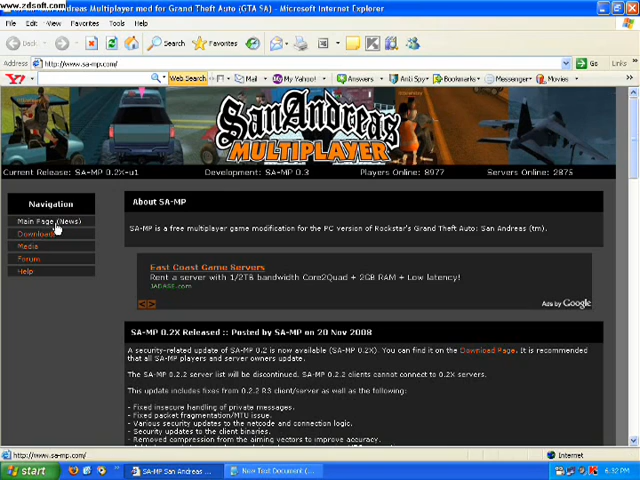 www.zdsoft.com
as Multiplayer mod for Grand Theft Auto (GTA SA) - Microsoft Internet Explorer
File Edit View Favorites Tools Help
Back Search Favorites
Address http://www.sa-mp.com/ Go Links
Web Search Mail My Yahoo! Answers Anti-Spy Bookmarks Messenger Movies
San Andreas
MULTIPLAYER
Current Release: SA-MP 0.2X-u1 Development: SA-MP 0.3 Players Online: 8977 Servers Online: 2875
Navigation
Main Page (News)
Download
Media
Forum
Help
About SA-MP
SA-MP is a free multiplayer game modification for the PC version of Rockstar's Grand Theft Auto: San Andreas (tm).
East Coast Game Servers
Rent a server with 1/2TB bandwidth Core2Quad + 2GB RAM + Low latency!
JADASE.com
Ads by Google
SA-MP 0.2X Released :: Posted by SA-MP on 20 Nov 2008
A security-related update of SA-MP 0.2 is now available (SA-MP 0.2X). You can find it on the Download Page. It is recommended
that all SA-MP players and server owners update.
The SA-MP 0.2.2 server list will be discontinued. SA-MP 0.2.2 clients cannot connect to 0.2X servers.
This update includes fixes from 0.2.2 R3 client/server as well as the following:
- Fixed insecure handling of private messages.
- Fixed packet fragmentation/MTU issue.
- Various security updates to the netcode and connection logic.
- Security updates to the client binaries.
- Removed compression from the aiming vectors to improve accuracy.
http://www.sa-mp.com/ Internet
start SA-MP San Andreas ... New Text Document (... 6:32 PM